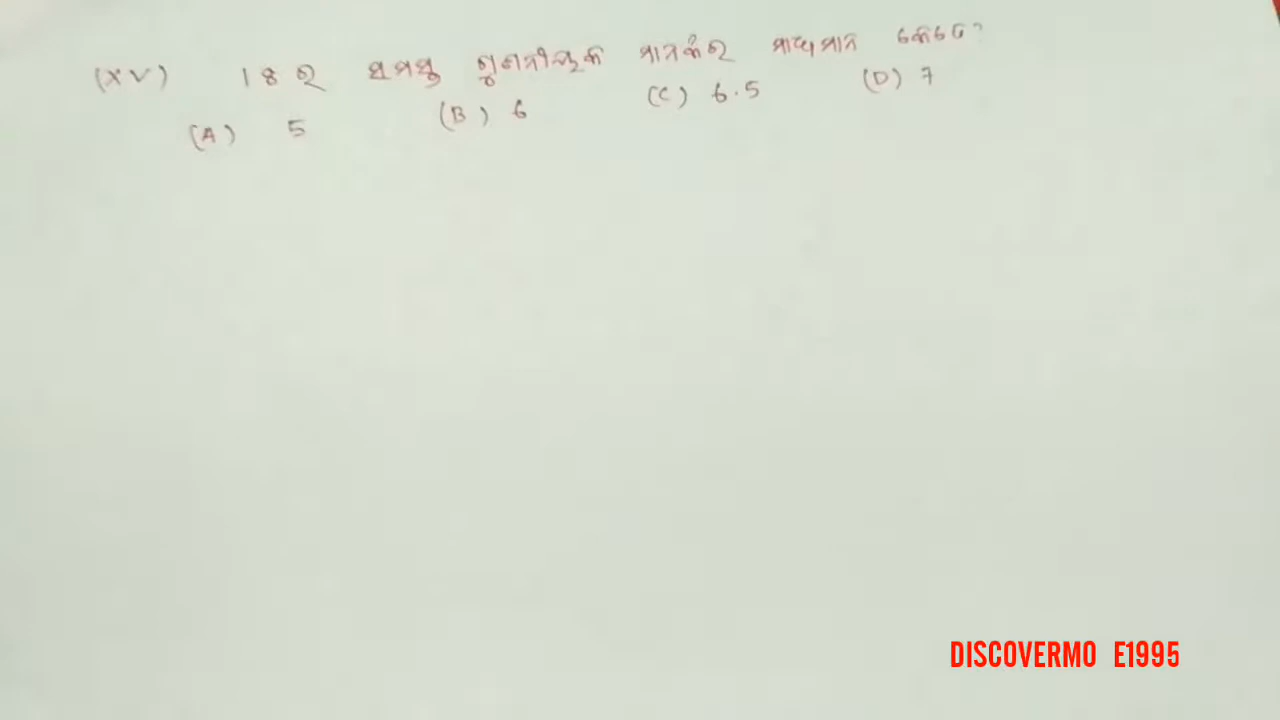 (XV) 18 ର ସମସ୍ତ ଗୁଣନୀୟକ ମାନଙ୍କର ମାଧ୍ୟମାନ କେତେ?
(A) 5 (B) 6 (C) 6.5 (D) 7
DISCOVERMO E1995